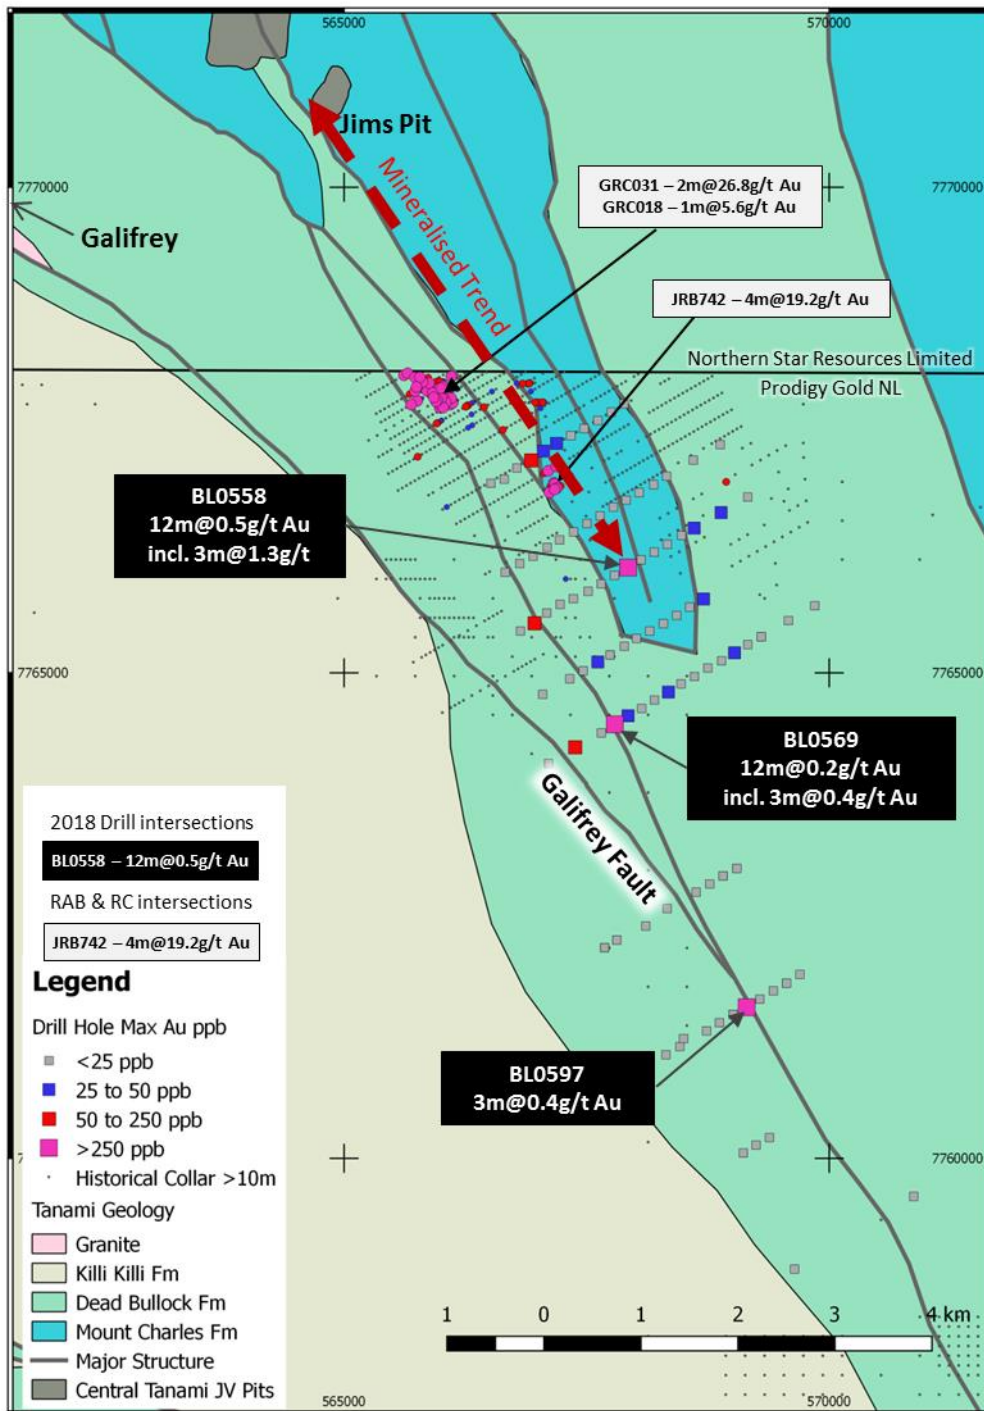 565000
570000
Jims Pit
Mineralised Trend
GRC031 – 2m@26.8g/t Au
GRC018 – 1m@5.6g/t Au
7770000
7770000
Galifrey
JRB742 – 4m@19.2g/t Au
Northern Star Resources Limited
Prodigy Gold NL
BL0558
12m@0.5g/t Au
incl. 3m@1.3g/t
7765000
7765000
BL0569
12m@0.2g/t Au
incl. 3m@0.4g/t Au
Galifrey Fault
2018 Drill intersections
BL0558 – 12m@0.5g/t Au
RAB & RC intersections
JRB742 – 4m@19.2g/t Au
Legend
Drill Hole Max Au ppb
<25 ppb
25 to 50 ppb
50 to 250 ppb
>250 ppb
Historical Collar >10m
Tanami Geology
Granite
Killi Killi Fm
Dead Bullock Fm
Mount Charles Fm
Major Structure
Central Tanami JV Pits
BL0597
3m@0.4g/t Au
7760000
1 0 1 2 3 4 km
565000
570000